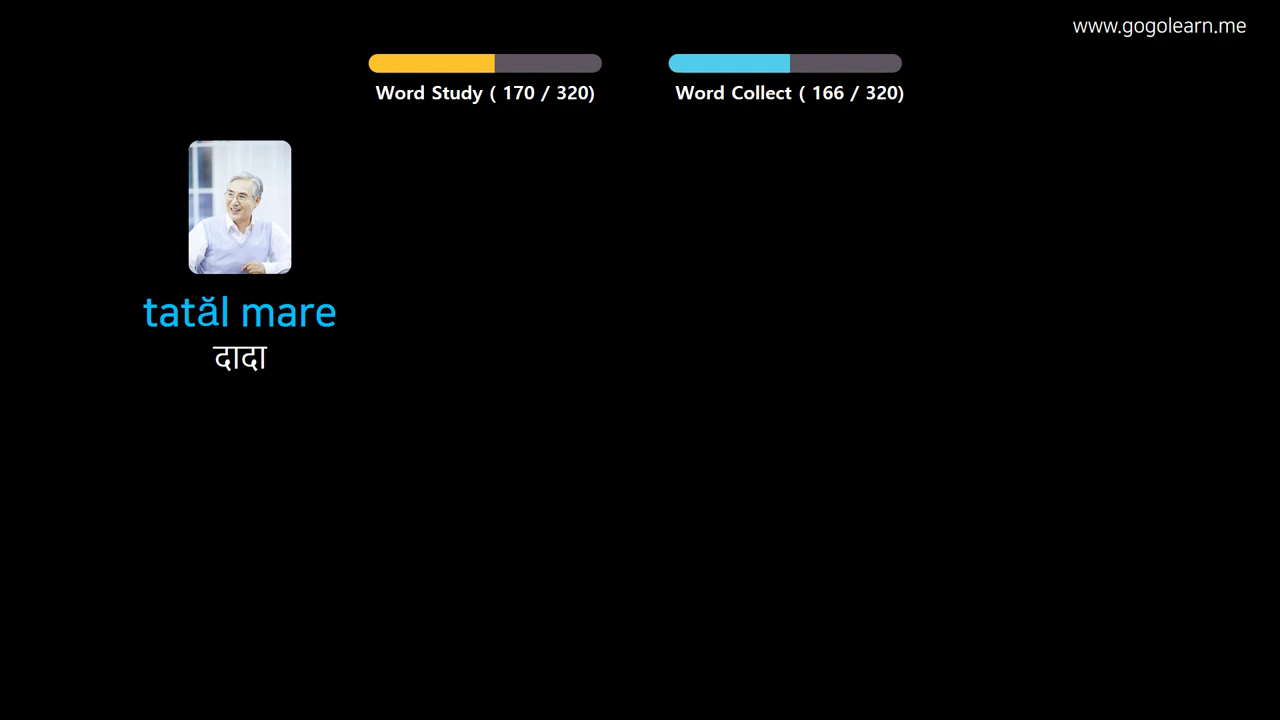 www.gogolearn.me
Word Study ( 170 / 320)
Word Collect ( 166 / 320)
tatăl mare
दादा